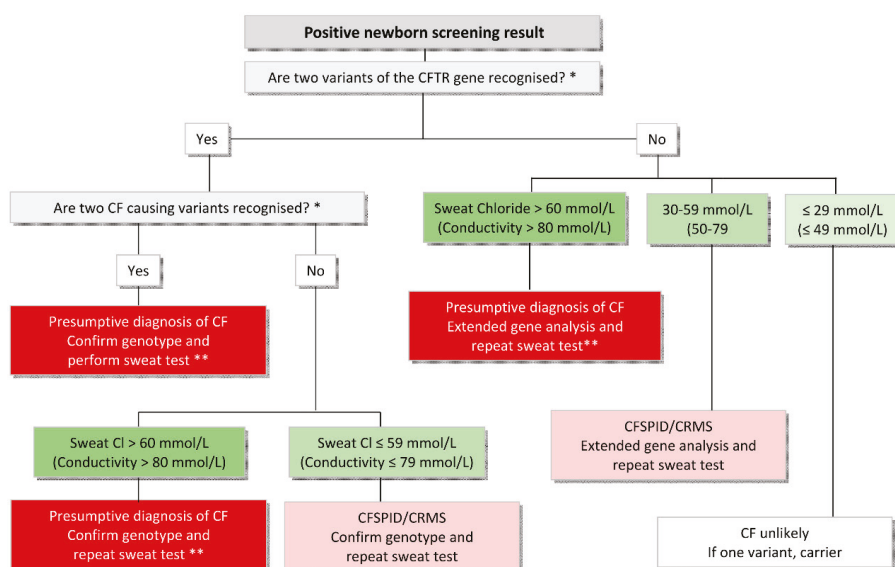 Positive newborn screening result
Are two variants of the CFTR gene recognised? *
Yes
No
Are two CF causing variants recognised? *
Sweat Chloride > 60 mmol/L
(Conductivity > 80 mmol/L)
30-59 mmol/L
(50-79
≤ 29 mmol/L
(≤ 49 mmol/L)
Yes
No
Presumptive diagnosis of CF
Confirm genotype and
perform sweat test **
Presumptive diagnosis of CF
Extended gene analysis and
repeat sweat test**
Sweat Cl > 60 mmol/L
(Conductivity > 80 mmol/L)
Sweat Cl ≤ 59 mmol/L
(Conductivity ≤ 79 mmol/L)
CFSPID/CRMS
Extended gene analysis and
repeat sweat test
Presumptive diagnosis of CF
Confirm genotype and
repeat sweat test **
CFSPID/CRMS
Confirm genotype and
repeat sweat test
CF unlikely
If one variant, carrier